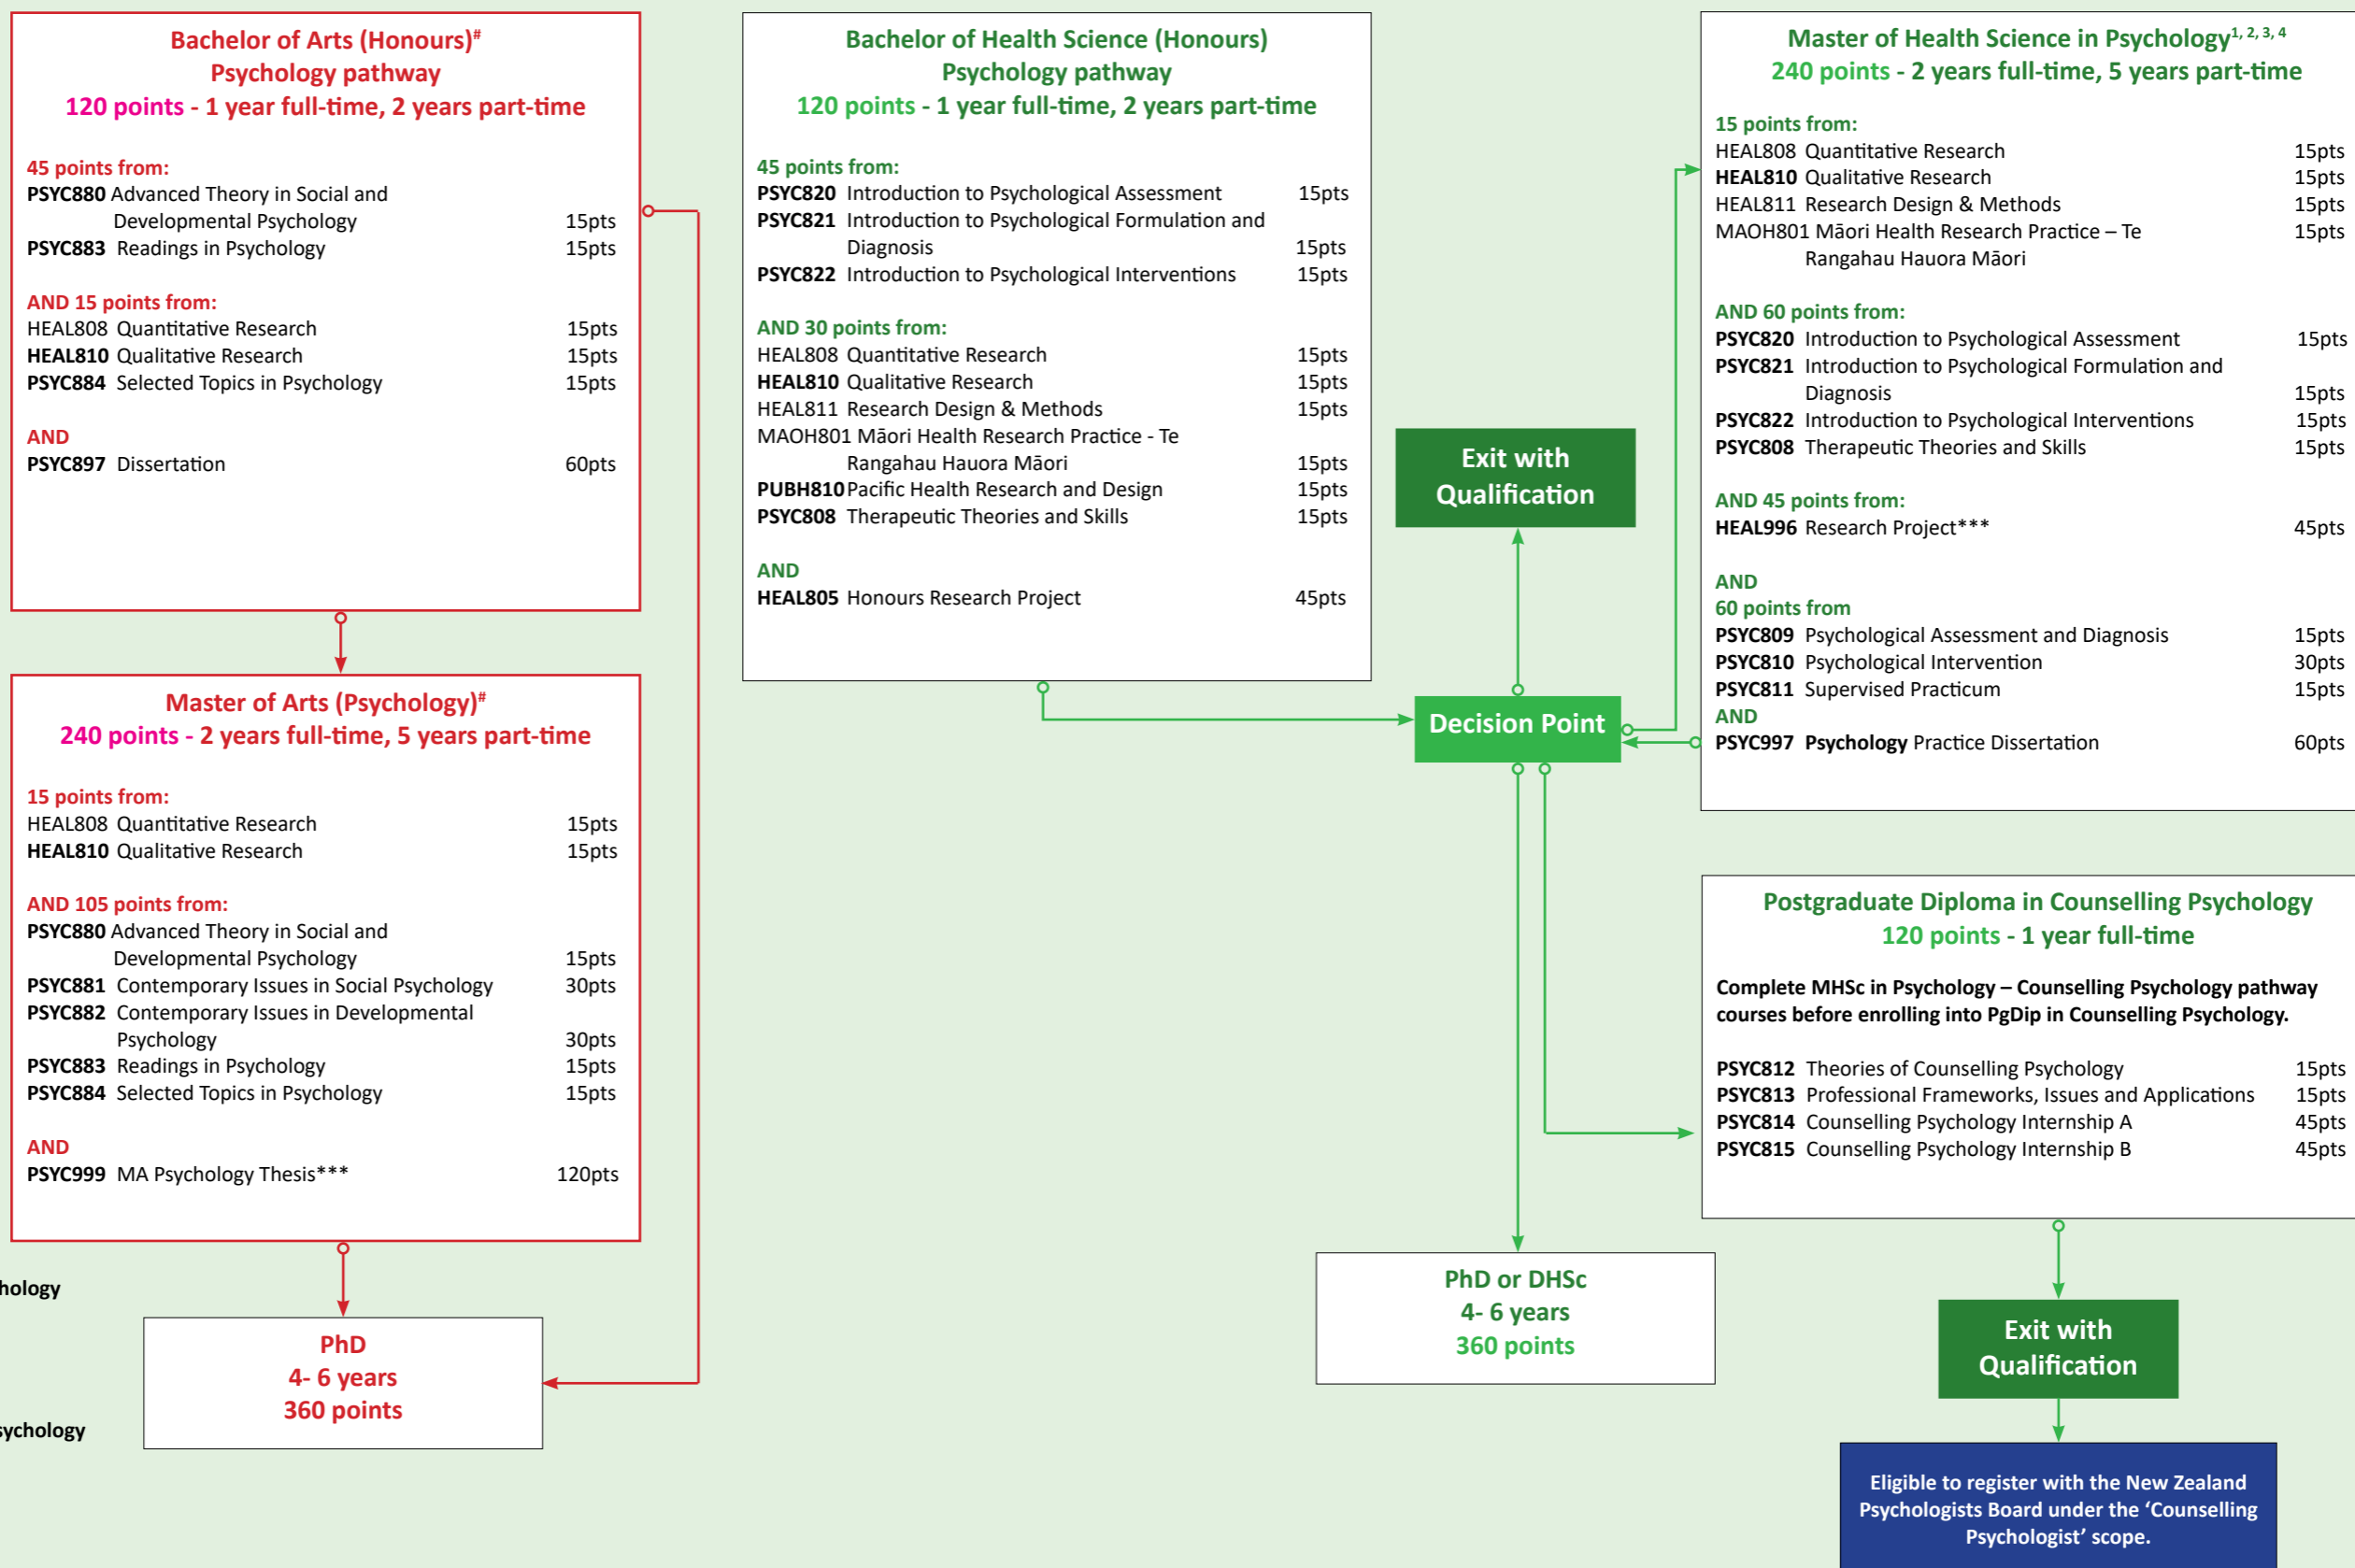 Bachelor of Arts (Honours)#
Psychology pathway
120 points - 1 year full-time, 2 years part-time
45 points from:
PSYC880 Advanced Theory in Social and
Developmental Psychology 15pts
PSYC883 Readings in Psychology 15pts
AND 15 points from:
HEAL808 Quantitative Research 15pts
HEAL810 Qualitative Research 15pts
PSYC884 Selected Topics in Psychology 15pts
AND
PSYC897 Dissertation 60pts
Master of Arts (Psychology)#
240 points - 2 years full-time, 5 years part-time
15 points from:
HEAL808 Quantitative Research 15pts
HEAL810 Qualitative Research 15pts
AND 105 points from:
PSYC880 Advanced Theory in Social and
Developmental Psychology 15pts
PSYC881 Contemporary Issues in Social Psychology 30pts
PSYC882 Contemporary Issues in Developmental
Psychology 30pts
PSYC883 Readings in Psychology 15pts
PSYC884 Selected Topics in Psychology 15pts
AND
PSYC999 MA Psychology Thesis*** 120pts
hology
PhD
4- 6 years
360 points
sychology
Bachelor of Health Science (Honours)
Psychology pathway
120 points - 1 year full-time, 2 years part-time
45 points from:
PSYC820 Introduction to Psychological Assessment 15pts
PSYC821 Introduction to Psychological Formulation and
Diagnosis 15pts
PSYC822 Introduction to Psychological Interventions 15pts
AND 30 points from:
HEAL808 Quantitative Research 15pts
HEAL810 Qualitative Research 15pts
HEAL811 Research Design & Methods 15pts
MAOH801 Māori Health Research Practice - Te
Rangahau Hauora Māori 15pts
PUBH810 Pacific Health Research and Design 15pts
PSYC808 Therapeutic Theories and Skills 15pts
AND
HEAL805 Honours Research Project 45pts
Exit with
Qualification
Decision Point
PhD or DHSc
4- 6 years
360 points
Master of Health Science in Psychology1, 2, 3, 4
240 points - 2 years full-time, 5 years part-time
15 points from:
HEAL808 Quantitative Research 15pts
HEAL810 Qualitative Research 15pts
HEAL811 Research Design & Methods 15pts
MAOH801 Māori Health Research Practice – Te 15pts
Rangahau Hauora Māori
AND 60 points from:
PSYC820 Introduction to Psychological Assessment 15pts
PSYC821 Introduction to Psychological Formulation and
Diagnosis 15pts
PSYC822 Introduction to Psychological Interventions 15pts
PSYC808 Therapeutic Theories and Skills 15pts
AND 45 points from:
HEAL996 Research Project*** 45pts
AND
60 points from
PSYC809 Psychological Assessment and Diagnosis 15pts
PSYC810 Psychological Intervention 30pts
PSYC811 Supervised Practicum 15pts
AND
PSYC997 Psychology Practice Dissertation 60pts
Postgraduate Diploma in Counselling Psychology
120 points - 1 year full-time
Complete MHSc in Psychology – Counselling Psychology pathway
courses before enrolling into PgDip in Counselling Psychology.
PSYC812 Theories of Counselling Psychology 15pts
PSYC813 Professional Frameworks, Issues and Applications 15pts
PSYC814 Counselling Psychology Internship A 45pts
PSYC815 Counselling Psychology Internship B 45pts
Exit with
Qualification
Eligible to register with the New Zealand
Psychologists Board under the ‘Counselling
Psychologist’ scope.